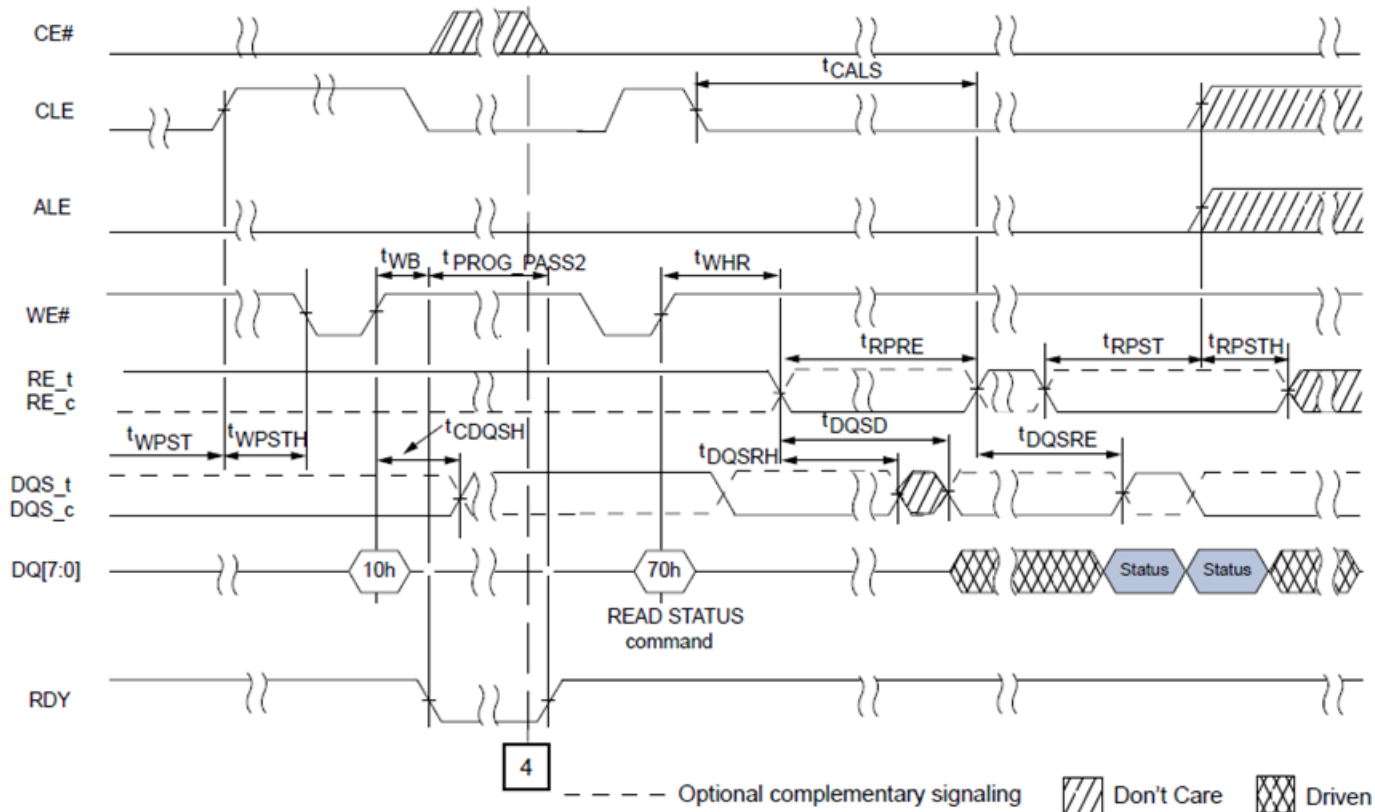 CE#
tCALS
CLE
ALE
tWB tPROG_PASS2 tWHR
WE#
tRPRE tRPST tRPSTH
RE_t
RE_c
tWPST tWPSTH tCDQSH tDQSD tDQSRE
tDQSRH
DQS_t
DQS_c
DQ[7:0] 10h 70h Status Status
READ STATUS
command
RDY
4
Optional complementary signaling Don't Care Driven